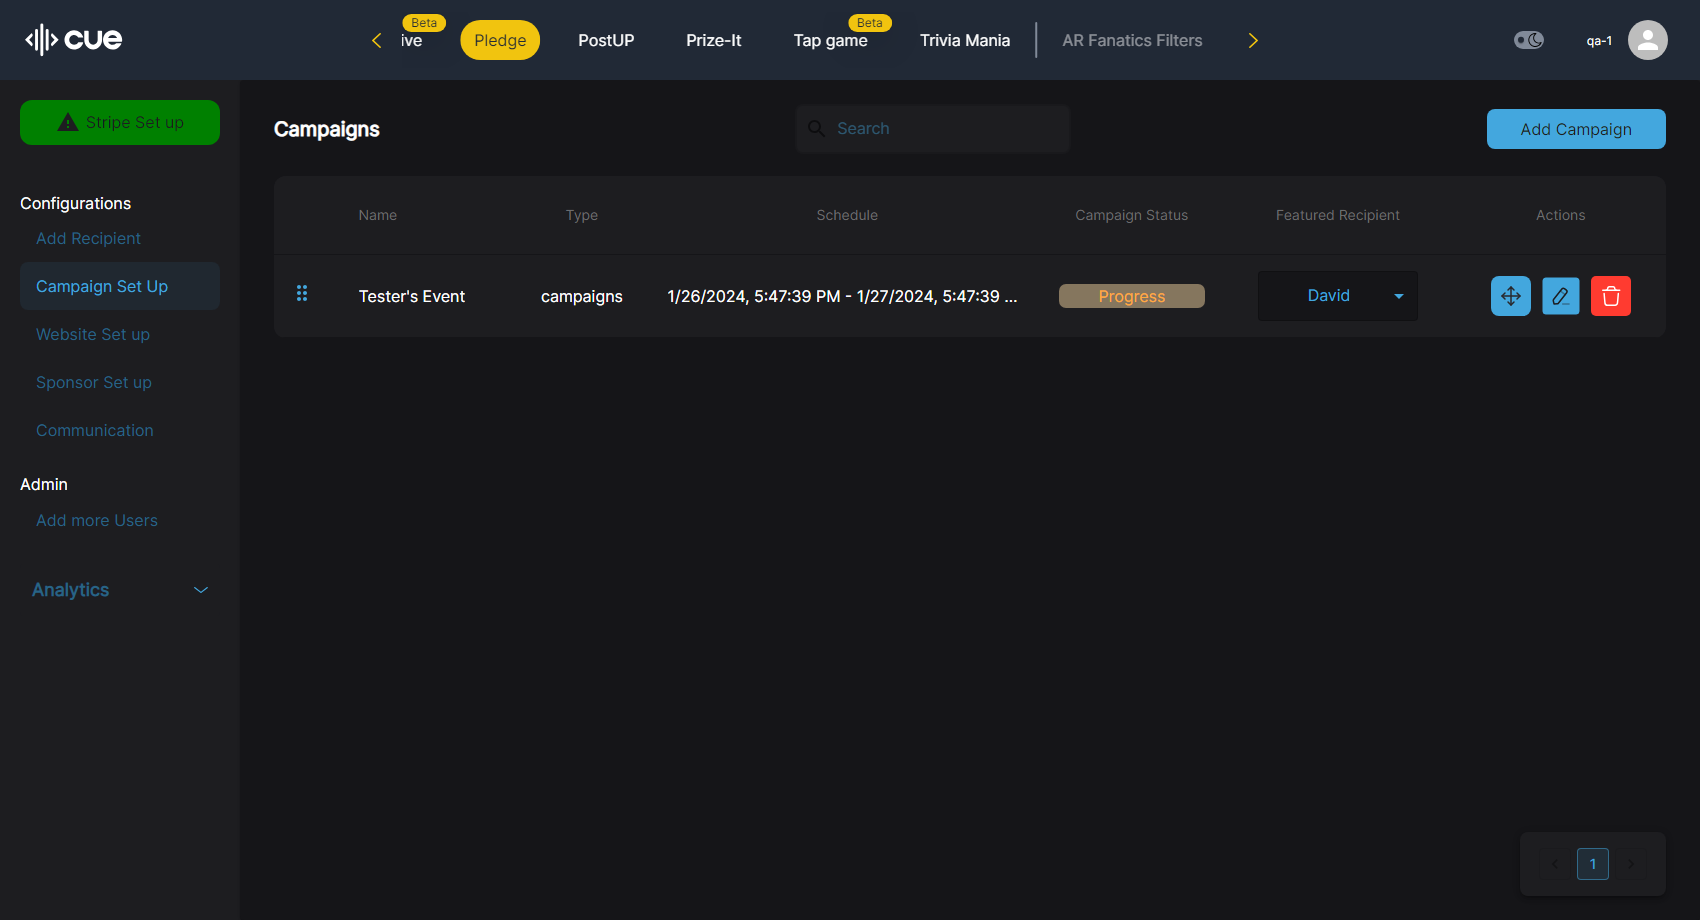 cue
ive
Beta
Pledge
PostUP
Prize-It
Tap game
Beta
Trivia Mania
AR Fanatics Filters
qa-1
Stripe Set up
Configurations
Add Recipient
Campaign Set Up
Website Set up
Sponsor Set up
Communication
Admin
Add more Users
Analytics
Campaigns
Search
Add Campaign
Name Type Schedule Campaign Status Featured Recipient Actions
Tester's Event campaigns 1/26/2024, 5:47:39 PM - 1/27/2024, 5:47:39 ... Progress David
1